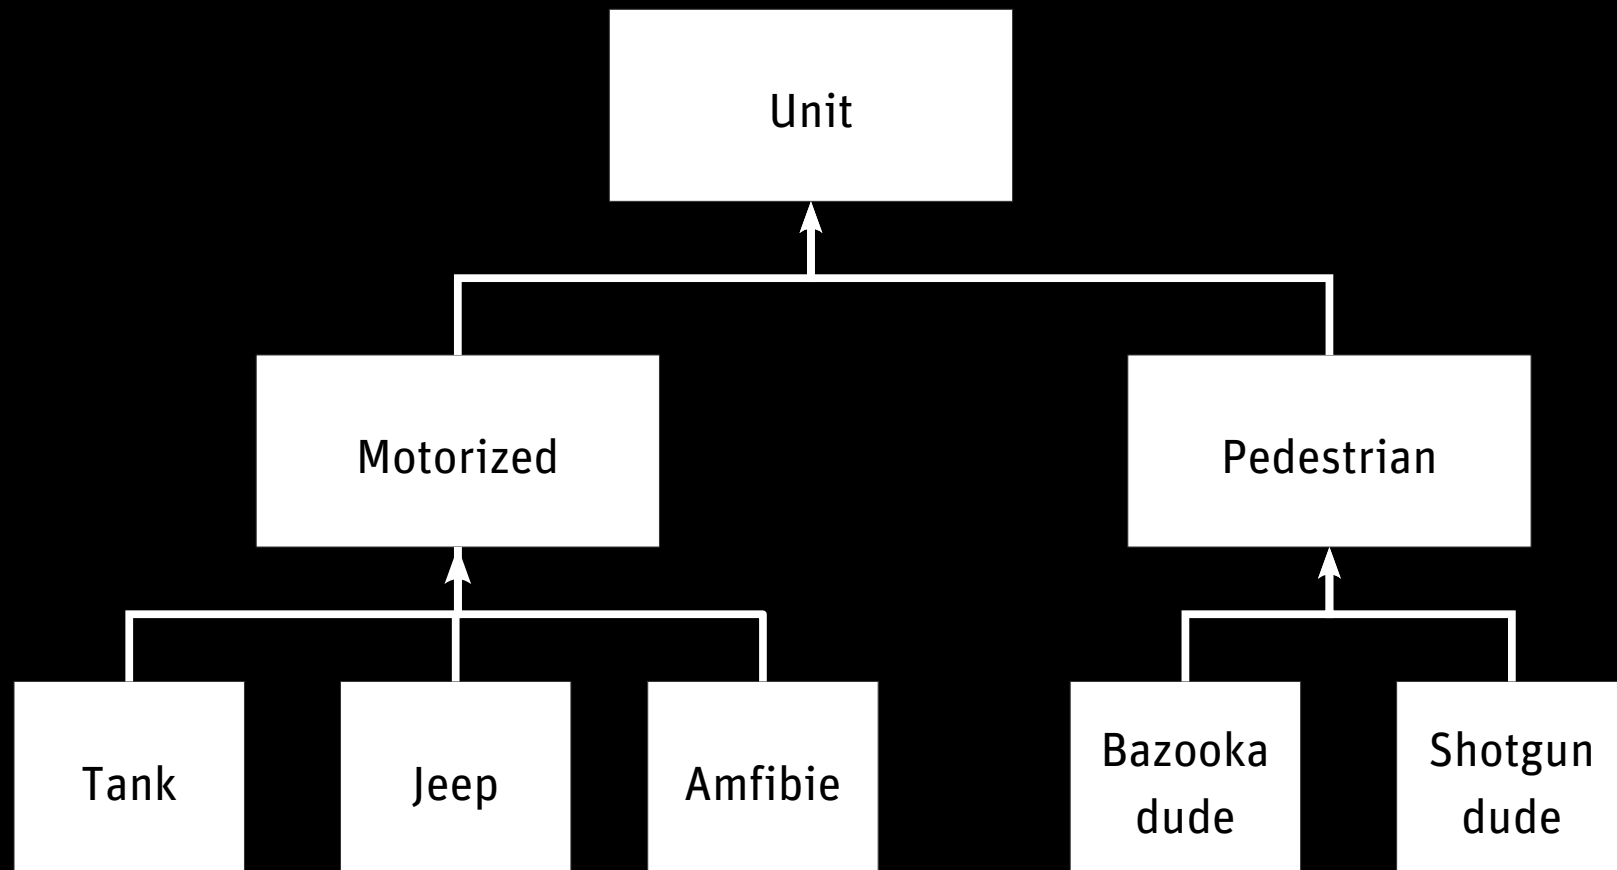 Unit
Motorized
Pedestrian
Tank
Jeep
Amfibie
Bazooka
dude
Shotgun
dude